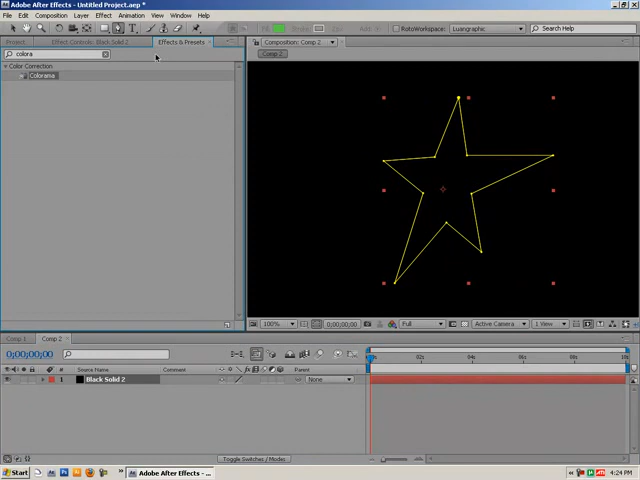 Adobe After Effects - Untitled Project.aep *
File Edit Composition Layer Effect Animation View Window Help
RotoWorkspace: Luxurgraphic
Project Effect Controls: Black Solid 2 Effects & Presets Composition: Comp 2
colora
Comp 2
Color Correction
Colorama
100% 0;00;00;00 Full Active Camera 1 View
Comp 1 Comp 2
0;00;00;00
02s 04s 06s 08s 10s
# Source Name Comment Parent
1 Black Solid 2 None
Toggle Switches / Modes
Start Adobe After Effects - ... 4:24 PM